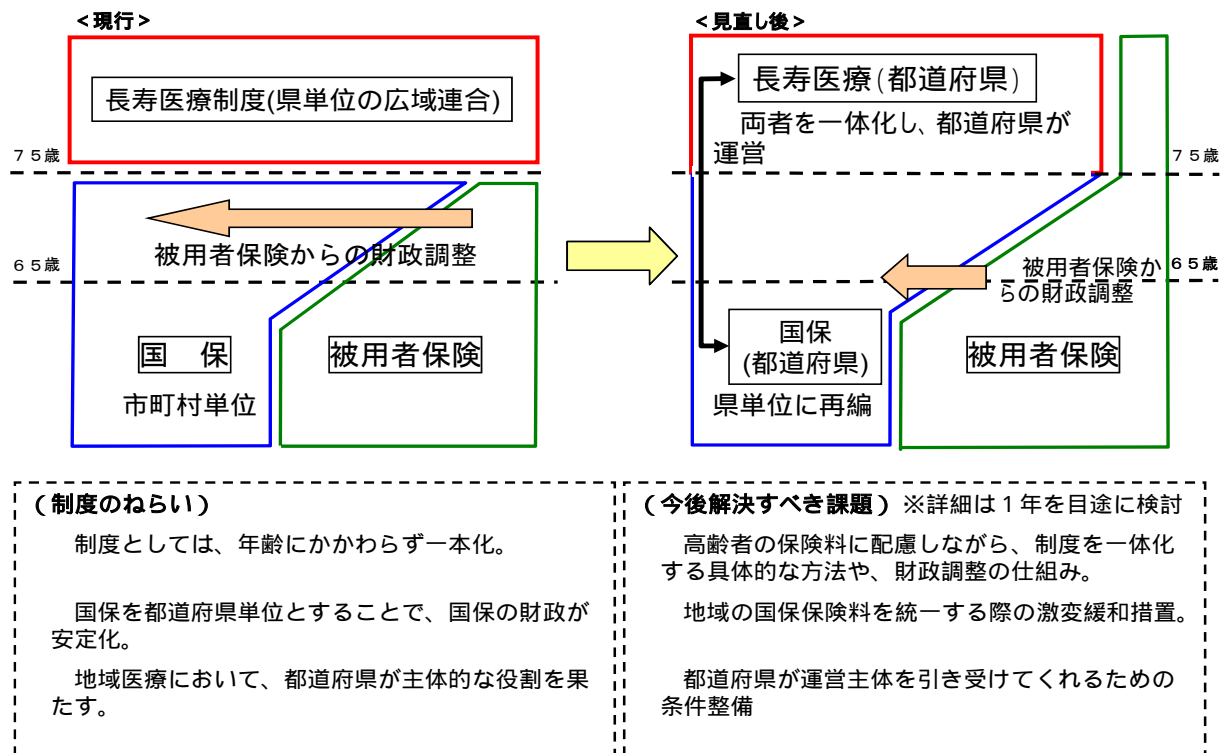 ＜現行＞
長寿医療制度(県単位の広域連合)
７５歳
被用者保険からの財政調整
６５歳
国　保
被用者保険
市町村単位
＜見直し後＞
長寿医療（都道府県）
両者を一体化し、都道府県が
運営
７５歳
被用者保険か
らの財政調整
６５歳
国保
(都道府県)
被用者保険
県単位に再編
（制度のねらい）
制度としては、年齢にかかわらず一本化。
国保を都道府県単位とすることで、国保の財政が
安定化。
地域医療において、都道府県が主体的な役割を果
たす。
（今後解決すべき課題）※詳細は１年を目途に検討
高齢者の保険料に配慮しながら、制度を一体化
する具体的な方法や、財政調整の仕組み。
地域の国保保険料を統一する際の激変緩和措置。
都道府県が運営主体を引き受けてくれるための
条件整備